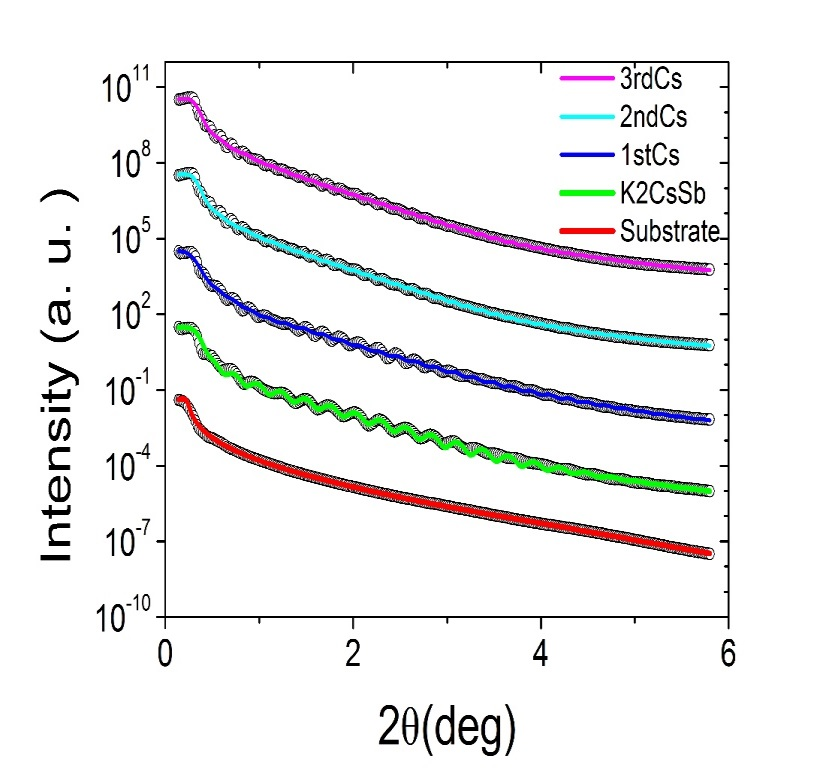 10^11
10^8
10^5
10^2
10^-1
10^-4
10^-7
10^-10
Intensity (a. u. )
3rdCs
2ndCs
1stCs
K2CsSb
Substrate
0 2 4 6
2θ(deg)